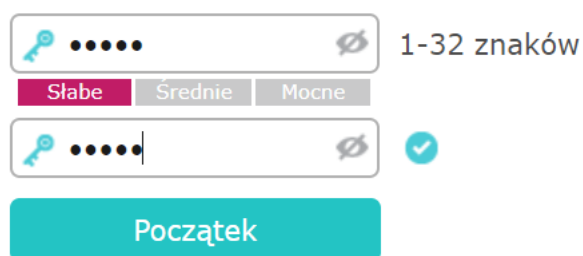 ••••• 1-32 znaków
Słabe Średnie Mocne
•••••
Początek